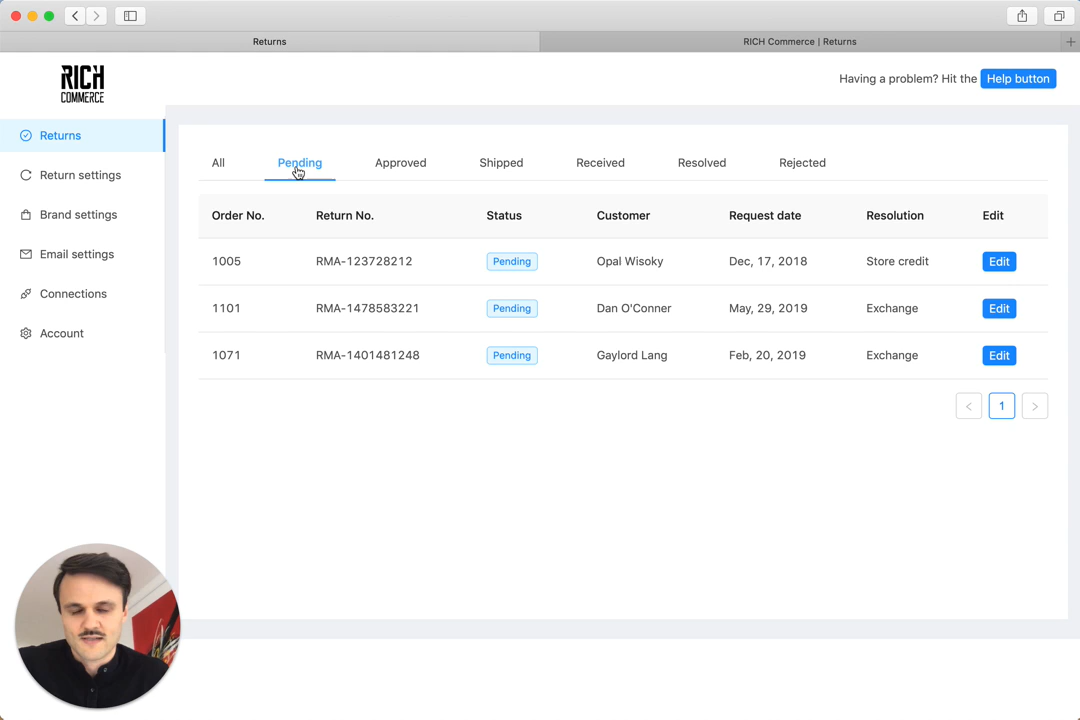 Returns
RICH Commerce | Returns
RICH
COMMERCE
Having a problem? Hit the Help button
Returns
Return settings
Brand settings
Email settings
Connections
Account
All Pending Approved Shipped Received Resolved Rejected
Order No. Return No. Status Customer Request date Resolution Edit
1005 RMA-123728212 Pending Opal Wisoky Dec, 17, 2018 Store credit Edit
1101 RMA-1478583221 Pending Dan O'Conner May, 29, 2019 Exchange Edit
1071 RMA-1401481248 Pending Gaylord Lang Feb, 20, 2019 Exchange Edit
1